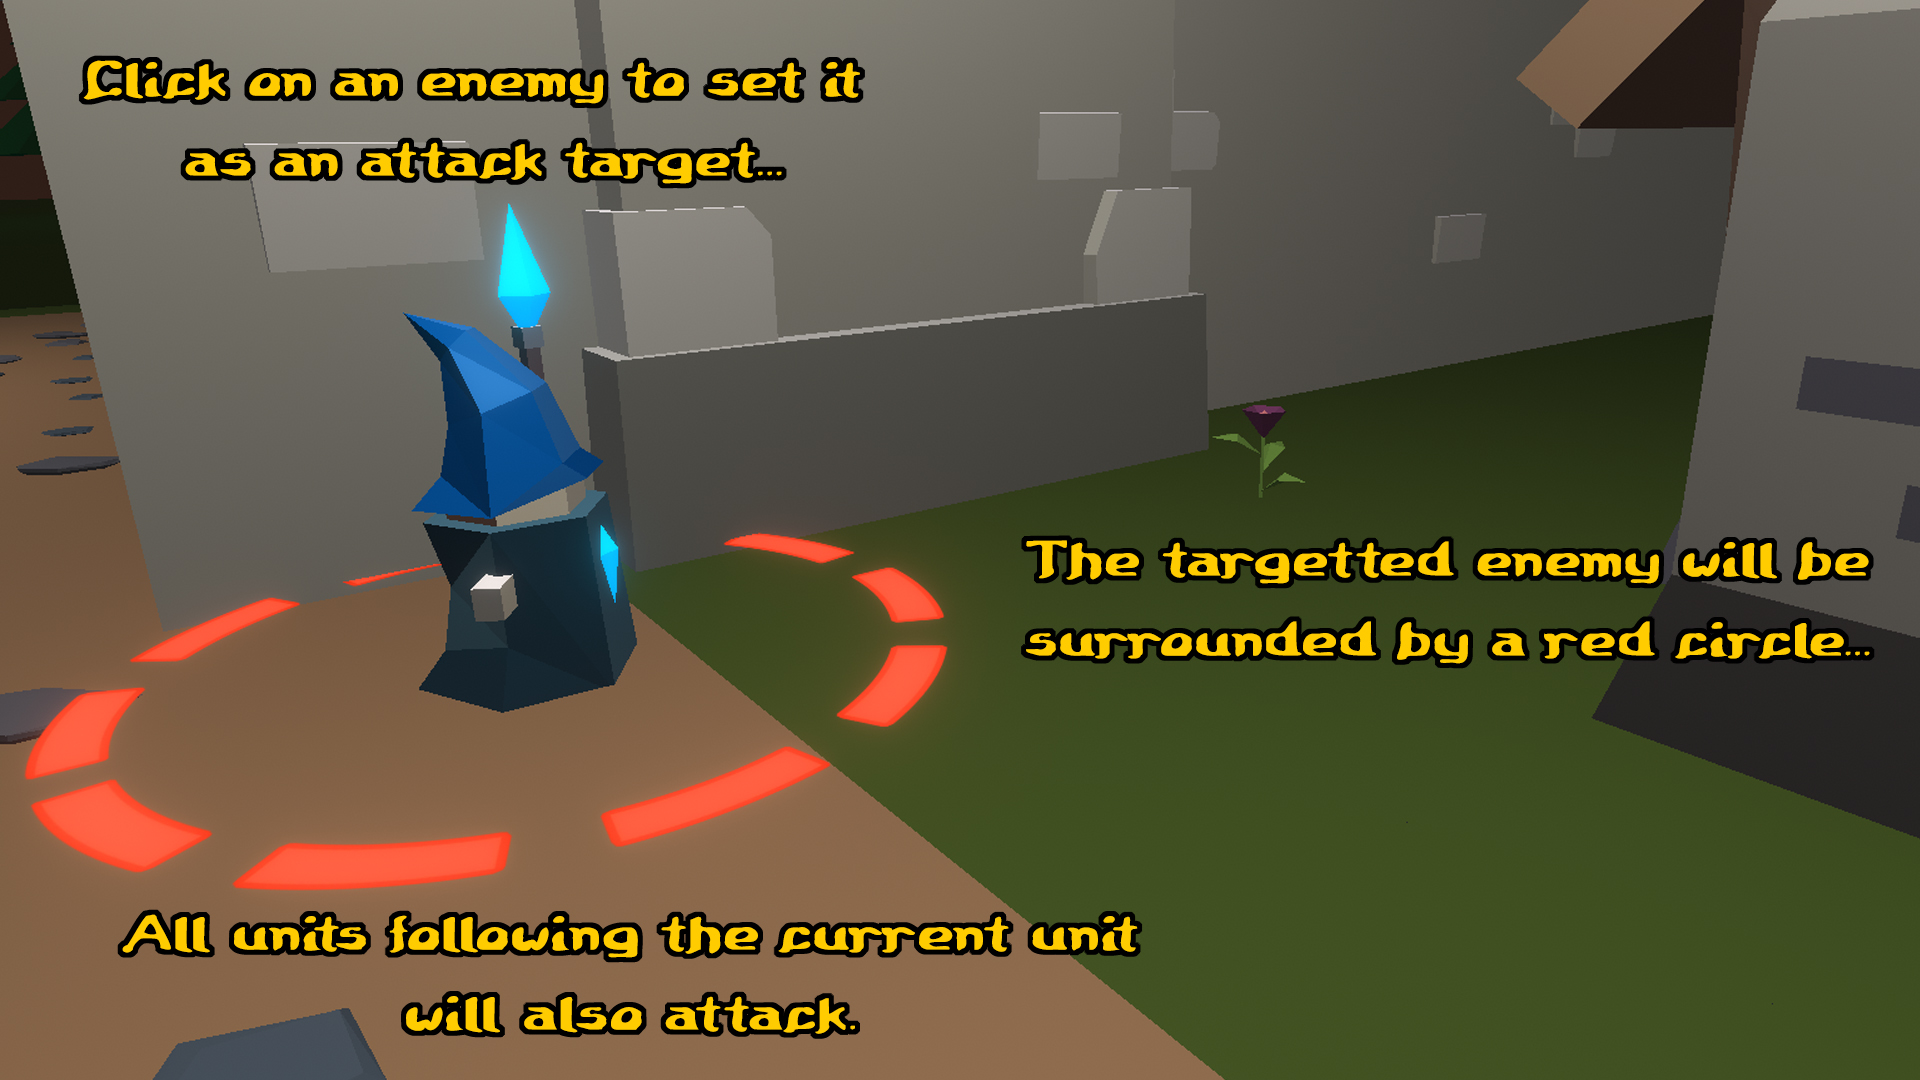 Click on an enemy to set it
as an attack target...
The targetted enemy will be
surrounded by a red circle...
All units following the current unit
will also attack.